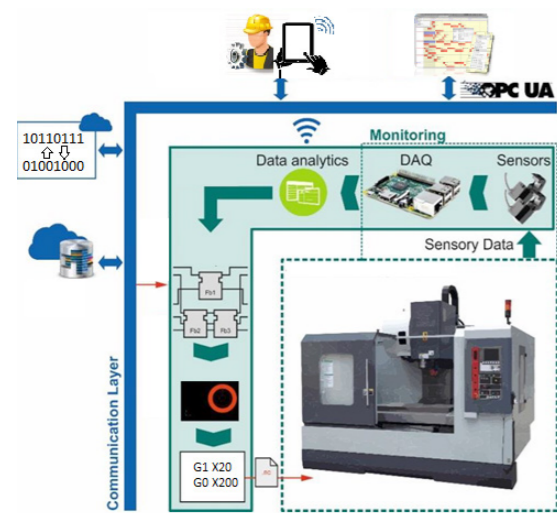 OPC UA
Monitoring
10110111
01001000
Data analytics
DAQ
Sensors
Sensory Data
Fb1
Fb2
Fb3
G1 X20
G0 X200
Communication Layer